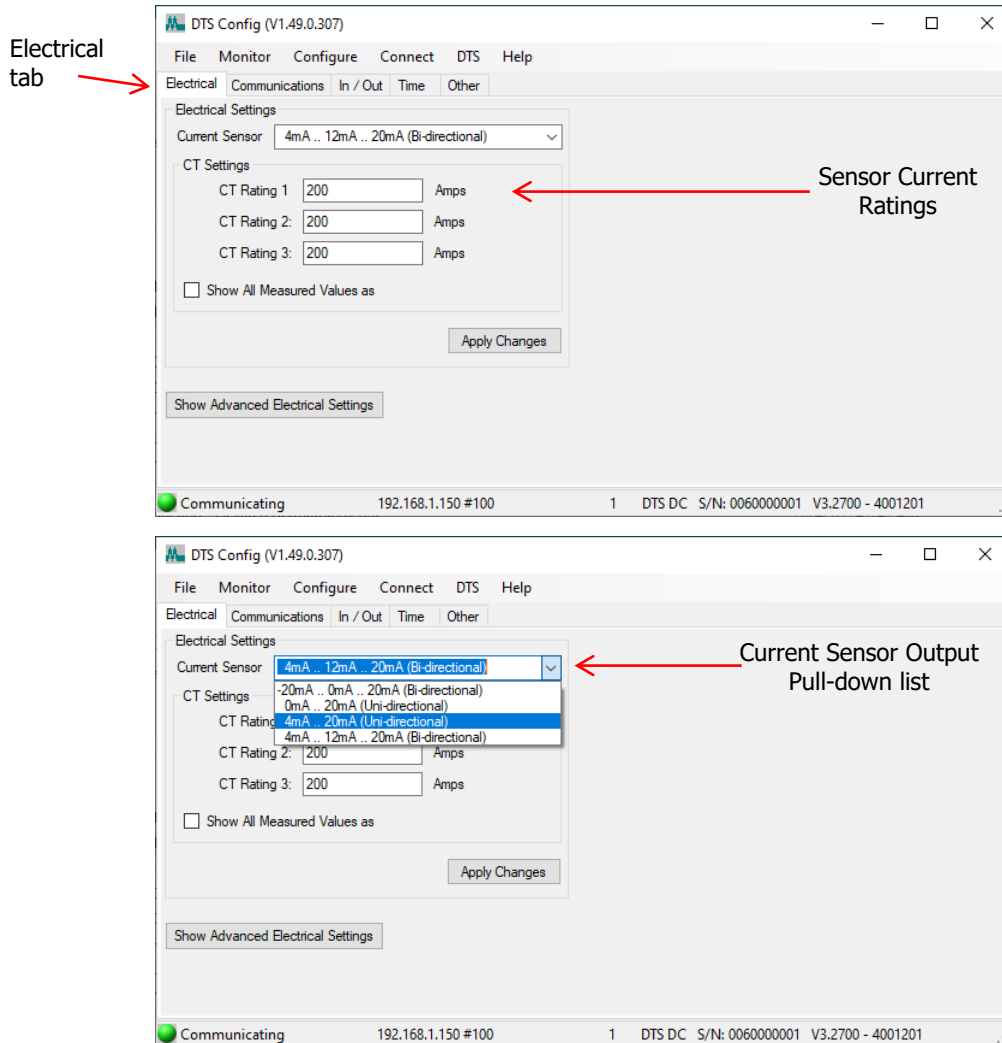 DTS Config (V1.49.0.307)
Electrical
tab
File Monitor Configure Connect DTS Help
Electrical Communications In / Out Time Other
Electrical Settings
Current Sensor 4mA .. 12mA .. 20mA (Bi-directional)
CT Settings
CT Rating 1 200 Amps
Sensor Current
Ratings
CT Rating 2: 200 Amps
CT Rating 3: 200 Amps
Show All Measured Values as
Apply Changes
Show Advanced Electrical Settings
Communicating 192.168.1.150 #100 1 DTS DC S/N: 0060000001 V3.2700 - 4001201
DTS Config (V1.49.0.307)
File Monitor Configure Connect DTS Help
Electrical Communications In / Out Time Other
Electrical Settings
Current Sensor 4mA .. 12mA .. 20mA (Bi-directional)
Current Sensor Output
Pull-down list
CT Settings
-20mA .. 0mA .. 20mA (Bi-directional)
0mA .. 20mA (Uni-directional)
CT Rating 4mA .. 20mA (Uni-directional)
4mA .. 12mA .. 20mA (Bi-directional)
CT Rating 2: 200 Amps
CT Rating 3: 200 Amps
Show All Measured Values as
Apply Changes
Show Advanced Electrical Settings
Communicating 192.168.1.150 #100 1 DTS DC S/N: 0060000001 V3.2700 - 4001201